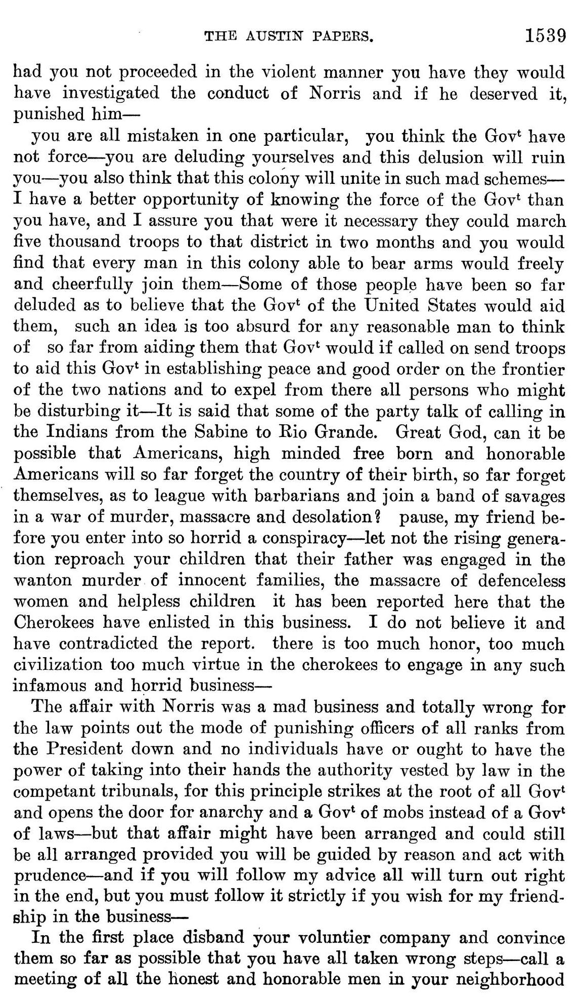 THE AUSTIN PAPERS. 1539
had you not proceeded in the violent manner you have they would
have investigated the conduct of Norris and if he deserved it,
punished him—
you are all mistaken in one particular, you think the Govᵗ have
not force—you are deluding yourselves and this delusion will ruin
you—you also think that this colony will unite in such mad schemes—
I have a better opportunity of knowing the force of the Govᵗ than
you have, and I assure you that were it necessary they could march
five thousand troops to that district in two months and you would
find that every man in this colony able to bear arms would freely
and cheerfully join them—Some of those people have been so far
deluded as to believe that the Govᵗ of the United States would aid
them, such an idea is too absurd for any reasonable man to think
of so far from aiding them that Govᵗ would if called on send troops
to aid this Govᵗ in establishing peace and good order on the frontier
of the two nations and to expel from there all persons who might
be disturbing it—It is said that some of the party talk of calling in
the Indians from the Sabine to Rio Grande. Great God, can it be
possible that Americans, high minded free born and honorable
Americans will so far forget the country of their birth, so far forget
themselves, as to league with barbarians and join a band of savages
in a war of murder, massacre and desolation? pause, my friend be-
fore you enter into so horrid a conspiracy—let not the rising genera-
tion reproach your children that their father was engaged in the
wanton murder of innocent families, the massacre of defenceless
women and helpless children it has been reported here that the
Cherokees have enlisted in this business. I do not believe it and
have contradicted the report. there is too much honor, too much
civilization too much virtue in the cherokees to engage in any such
infamous and horrid business—
The affair with Norris was a mad business and totally wrong for
the law points out the mode of punishing officers of all ranks from
the President down and no individuals have or ought to have the
power of taking into their hands the authority vested by law in the
competant tribunals, for this principle strikes at the root of all Govᵗ
and opens the door for anarchy and a Govᵗ of mobs instead of a Govᵗ
of laws—but that affair might have been arranged and could still
be all arranged provided you will be guided by reason and act with
prudence—and if you will follow my advice all will turn out right
in the end, but you must follow it strictly if you wish for my friend-
ship in the business—
In the first place disband your voluntier company and convince
them so far as possible that you have all taken wrong steps—call a
meeting of all the honest and honorable men in your neighborhood